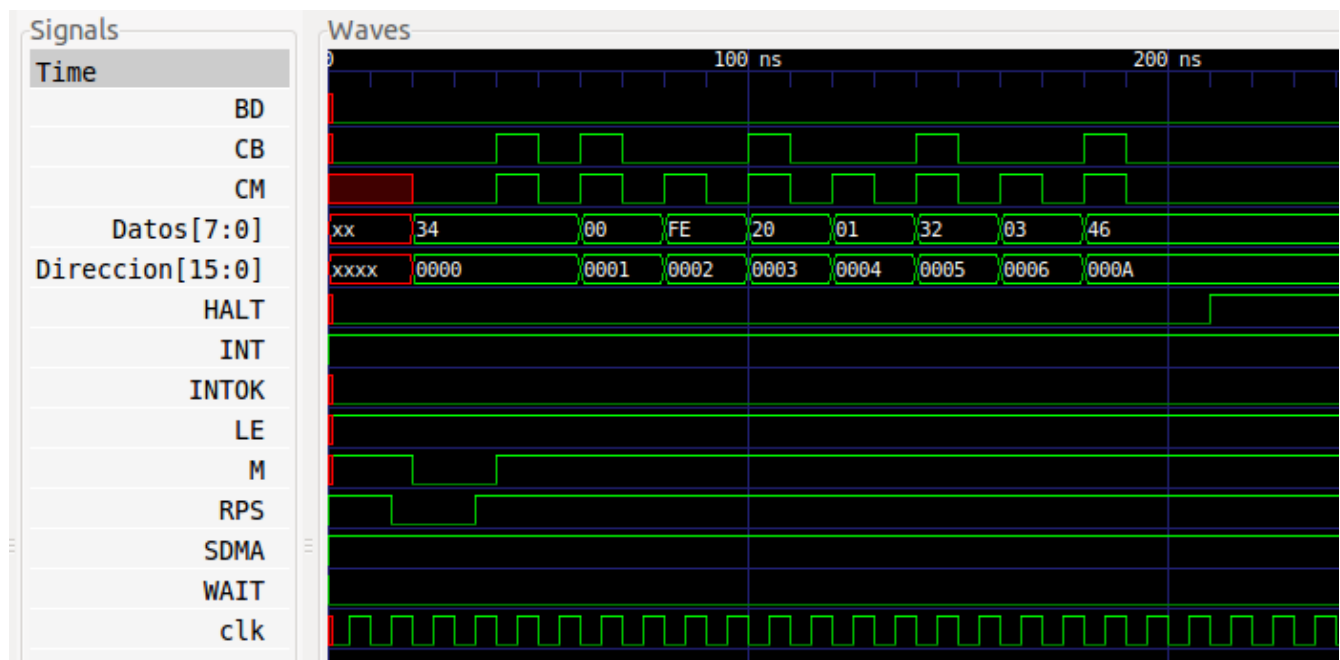 Signals Waves
Time 0 100 ns 200 ns
BD
CB
CM
Datos[7:0] xx 34 00 FE 20 01 32 03 46
Direccion[15:0] xxxx 0000 0001 0002 0003 0004 0005 0006 000A
HALT
INT
INTOK
LE
M
RPS
SDMA
WAIT
clk